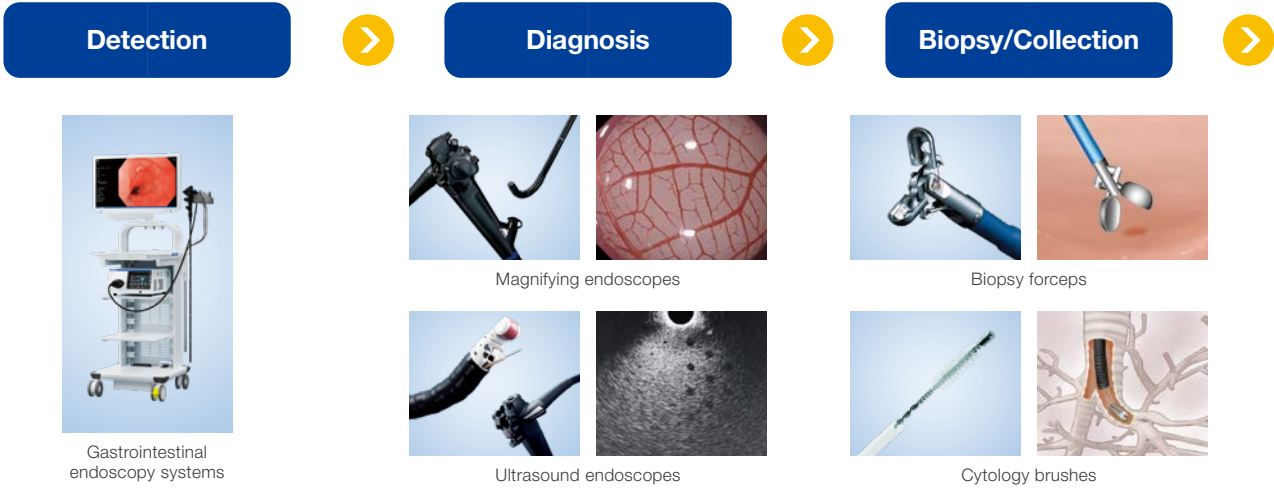 Detection
Diagnosis
Biopsy/Collection
Gastrointestinal
endoscopy systems
Magnifying endoscopes
Ultrasound endoscopes
Biopsy forceps
Cytology brushes